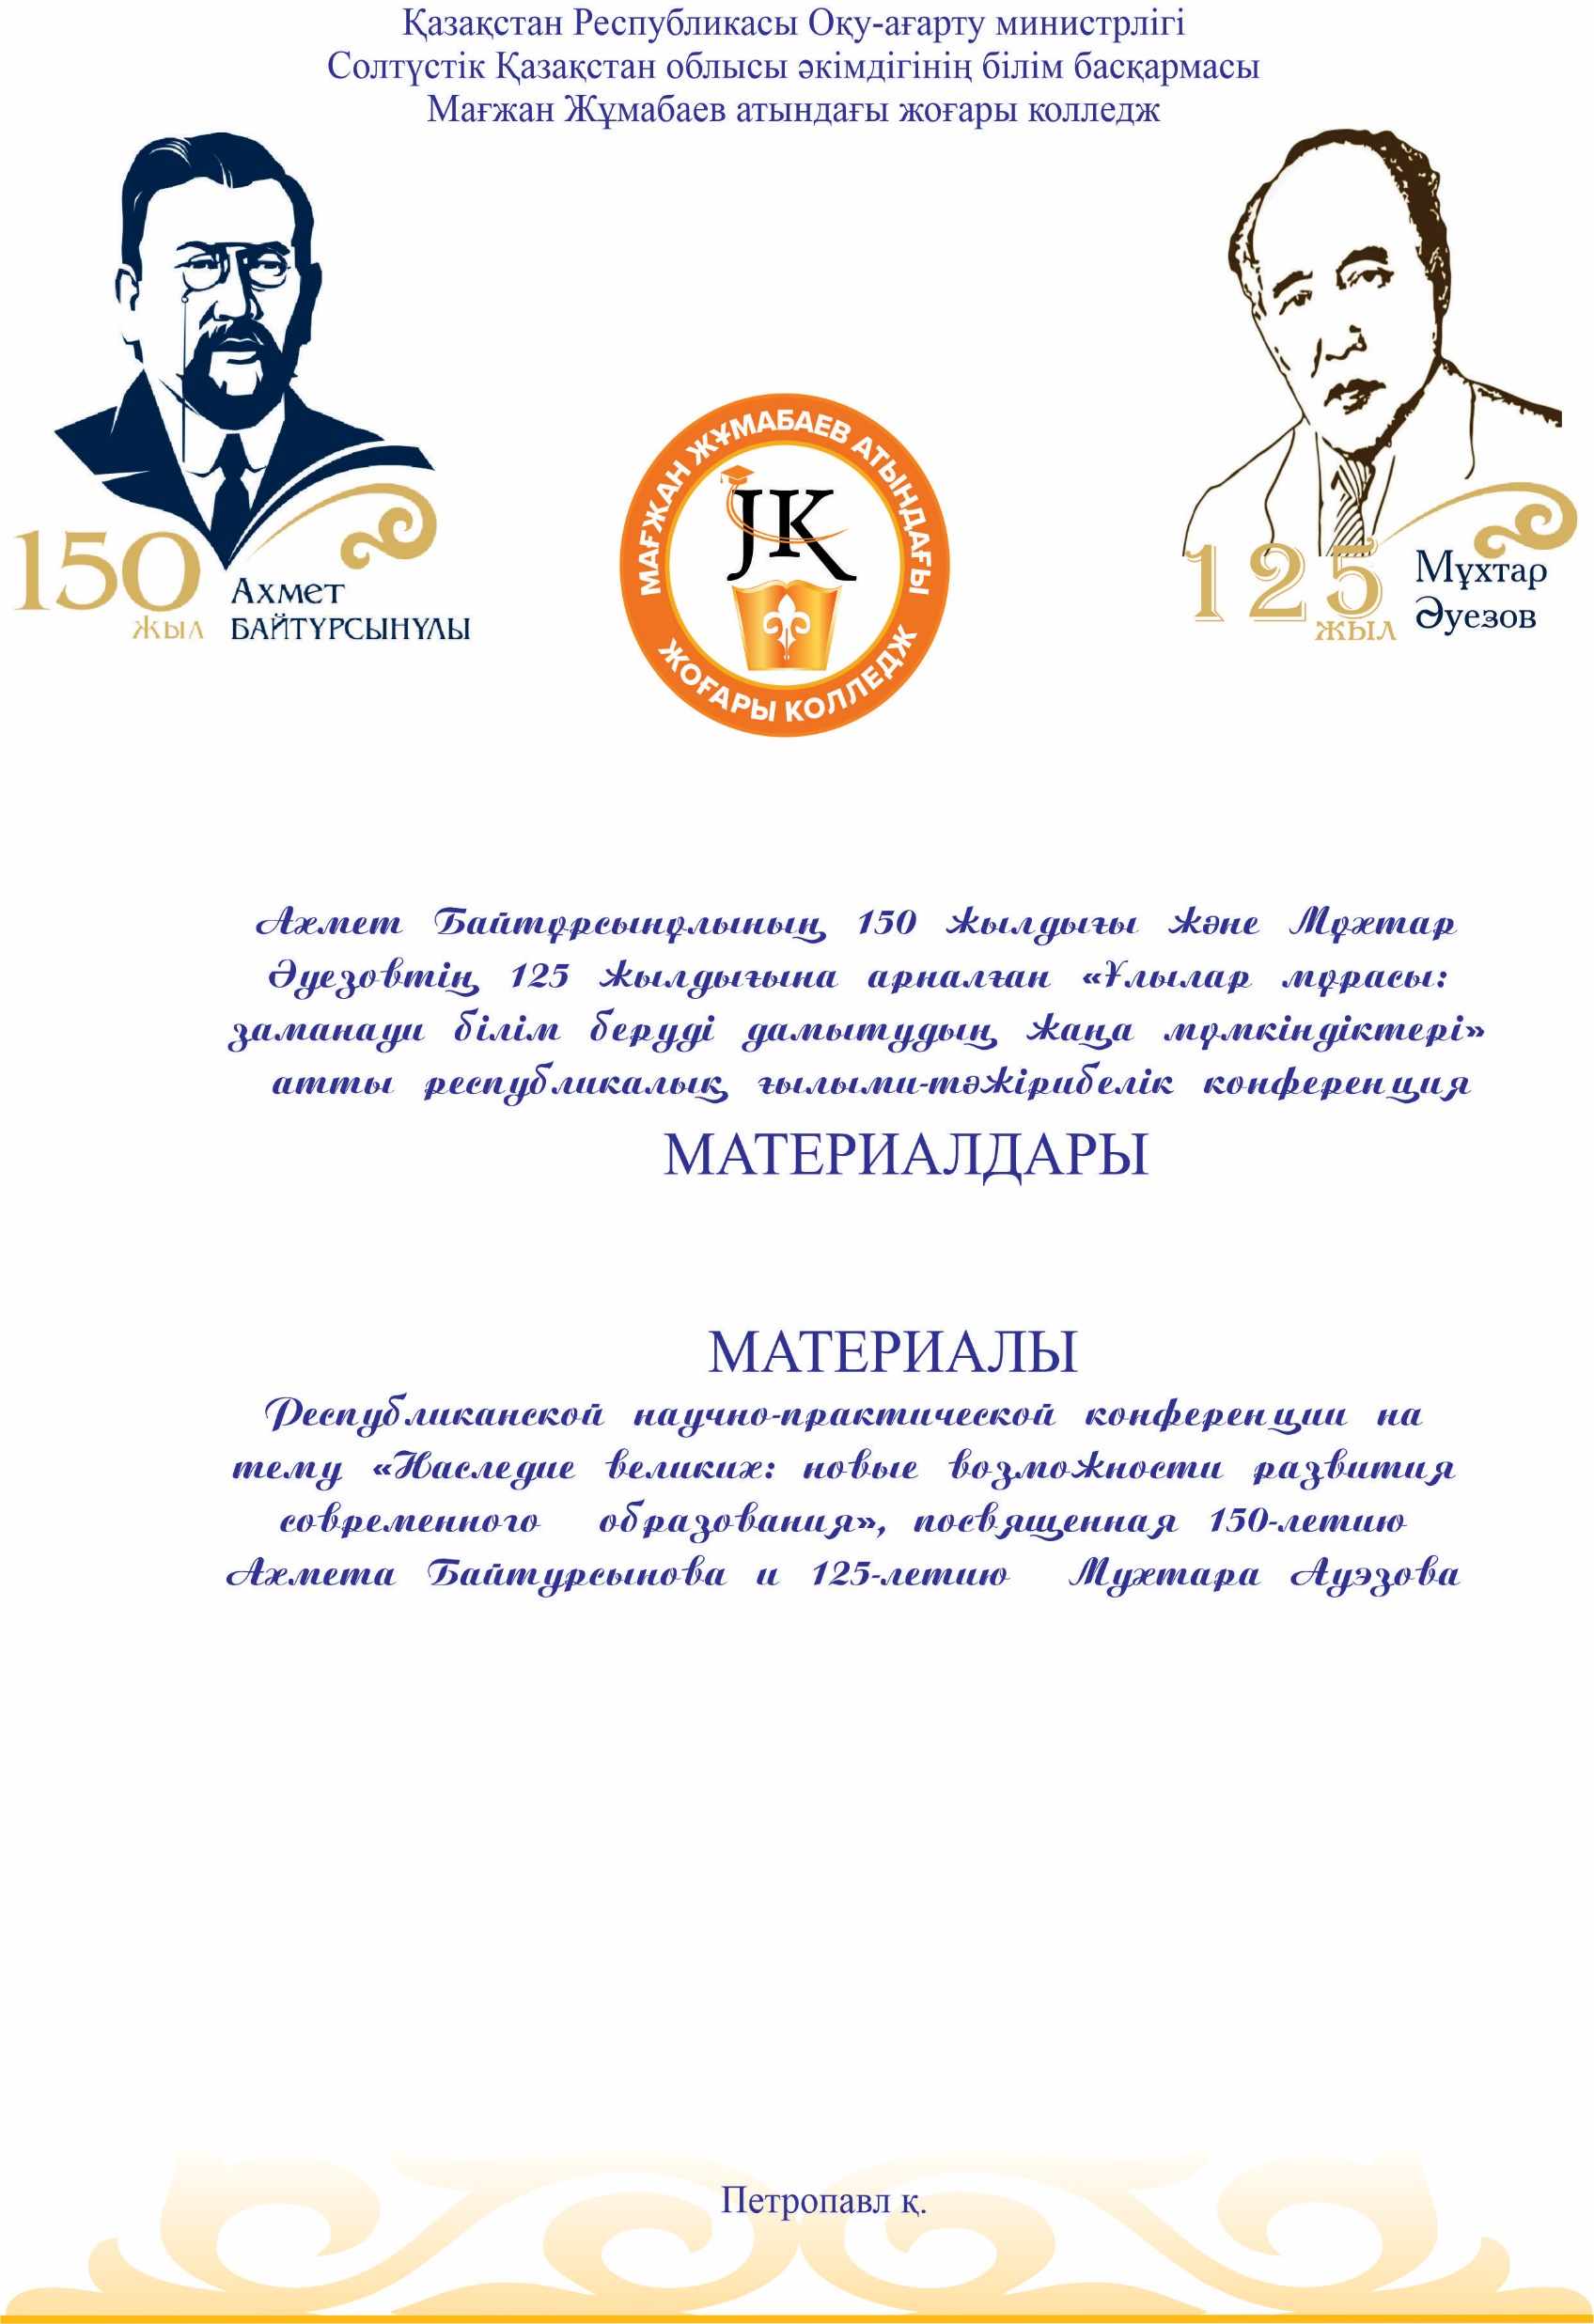 Қазақстан Республикасы Оқу-ағарту министрлігі
Солтүстік Қазақстан облысы әкімдігінің білім басқармасы
Мағжан Жұмабаев атындағы жоғары колледж
150
жыл
Ахмет
БАЙТҰРСЫНҰЛЫ
МАҒЖАН ЖҰМАБАЕВ АТЫНДАҒЫ
JK
ЖОҒАРЫ КОЛЛЕДЖ
125
жыл
Мұхтар
Әуезов
Ахмет Байтұрсынұлының 150 жылдығы және Мұхтар
Әуезовтің 125 жылдығына арналған «Ұлылар мұрасы:
заманауи білім беруді дамытудың жаңа мүмкіндіктері»
атты республикалық ғылыми-тәжірибелік конференция
МАТЕРИАЛДАРЫ
МАТЕРИАЛЫ
Республиканской научно-практической конференции на
тему «Наследие великих: новые возможности развития
современного образования», посвященная 150-летию
Ахмета Байтурсынова и 125-летию Мухтара Ауэзова
Петропавл қ.